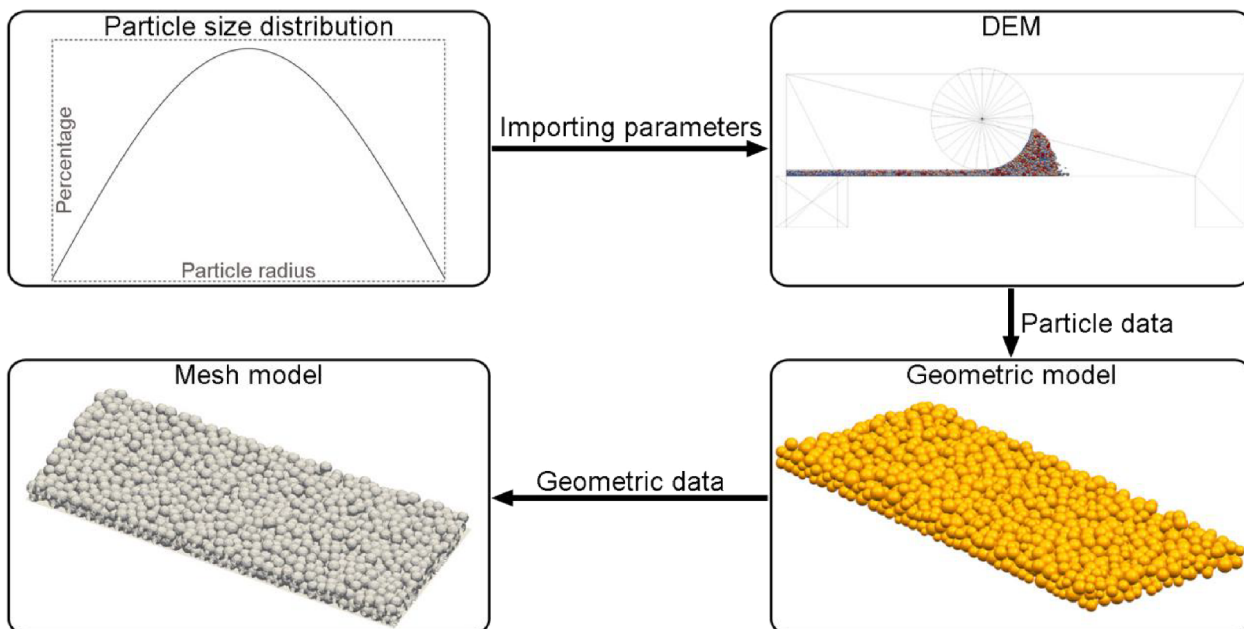 Particle size distribution
Percentage
Particle radius
Importing parameters
DEM
Particle data
Mesh model
Geometric data
Geometric model